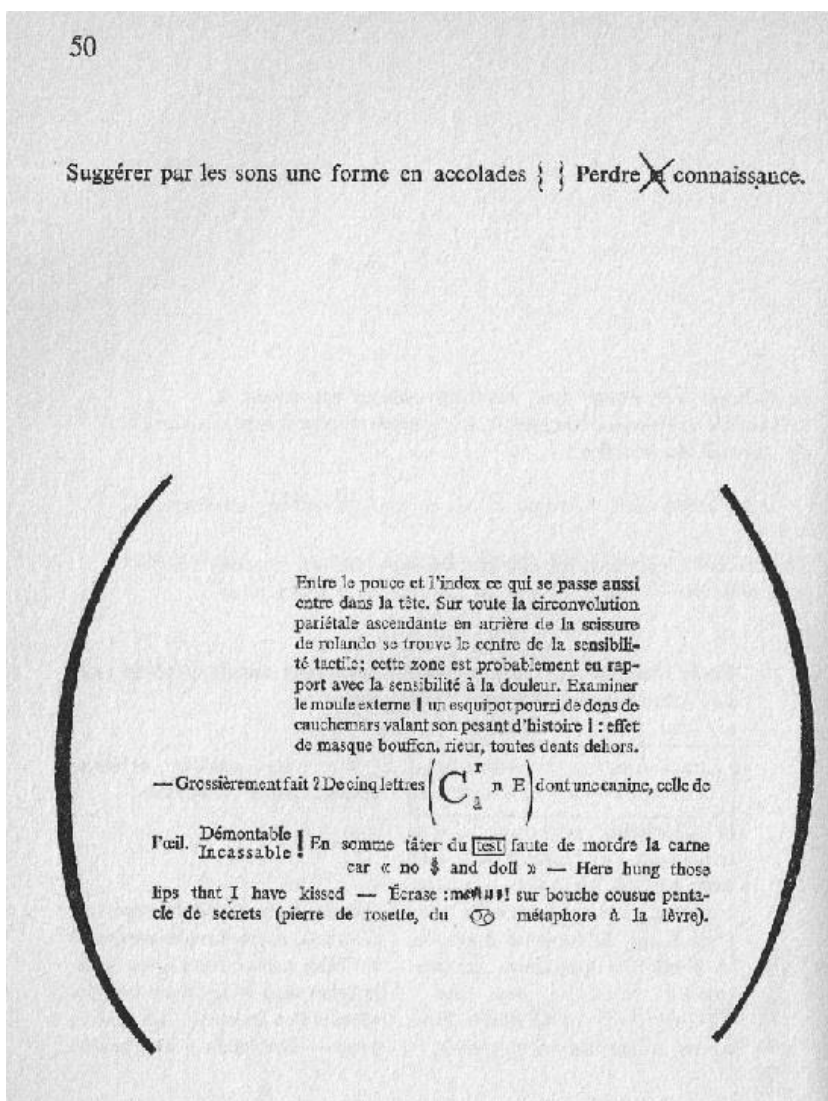 50
Suggérer par les sons une forme en accolades } { Perdre la connaissance.
Entre le pouce et l'index ce qui se passe aussi
entre dans la tête. Sur toute la circonvolution
pariétale ascendante en arrière de la scissure
de rolando se trouve le centre de la sensibili-
té tactile; cette zone est probablement en rap-
port avec la sensibilité à la douleur. Examiner
le moule externe ! un esquipot pourri de dons de
cauchemars valant son pesant d'histoire ! : effet
de masque bouffon, rieur, toutes dents dehors.
— Grossièrement fait ? De cinq lettres (C r â n E) dont une canine, celle de
l'œil. Démontable Incassable ! En somme tâter du test faute de mordre la carne
car « no $ and doll » — Here hung those
lips that I have kissed — Écrase : sur bouche cousue penta-
cle de secrets (pierre de rosette, du ♋ métaphore à la lèvre).